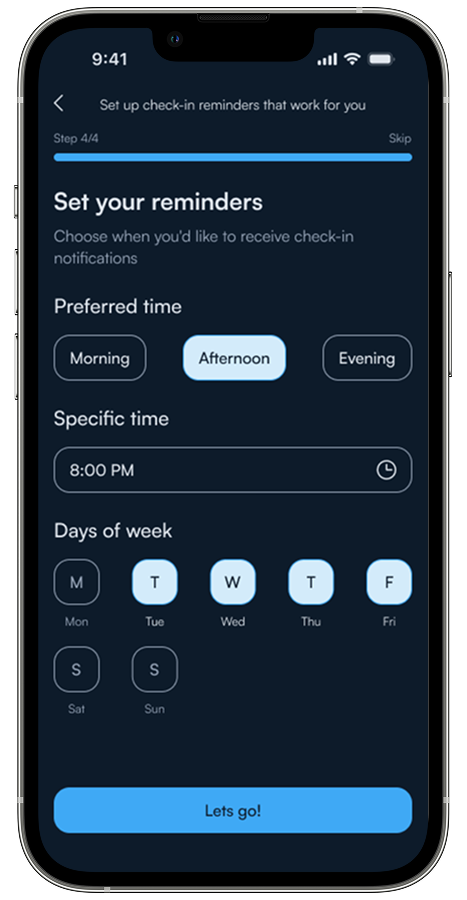 9:41
Set up check-in reminders that work for you
Step 4/4 Skip
Set your reminders
Choose when you'd like to receive check-in
notifications
Preferred time
Morning Afternoon Evening
Specific time
8:00 PM
Days of week
M T W T F
Mon Tue Wed Thu Fri
S S
Sat Sun
Lets go!